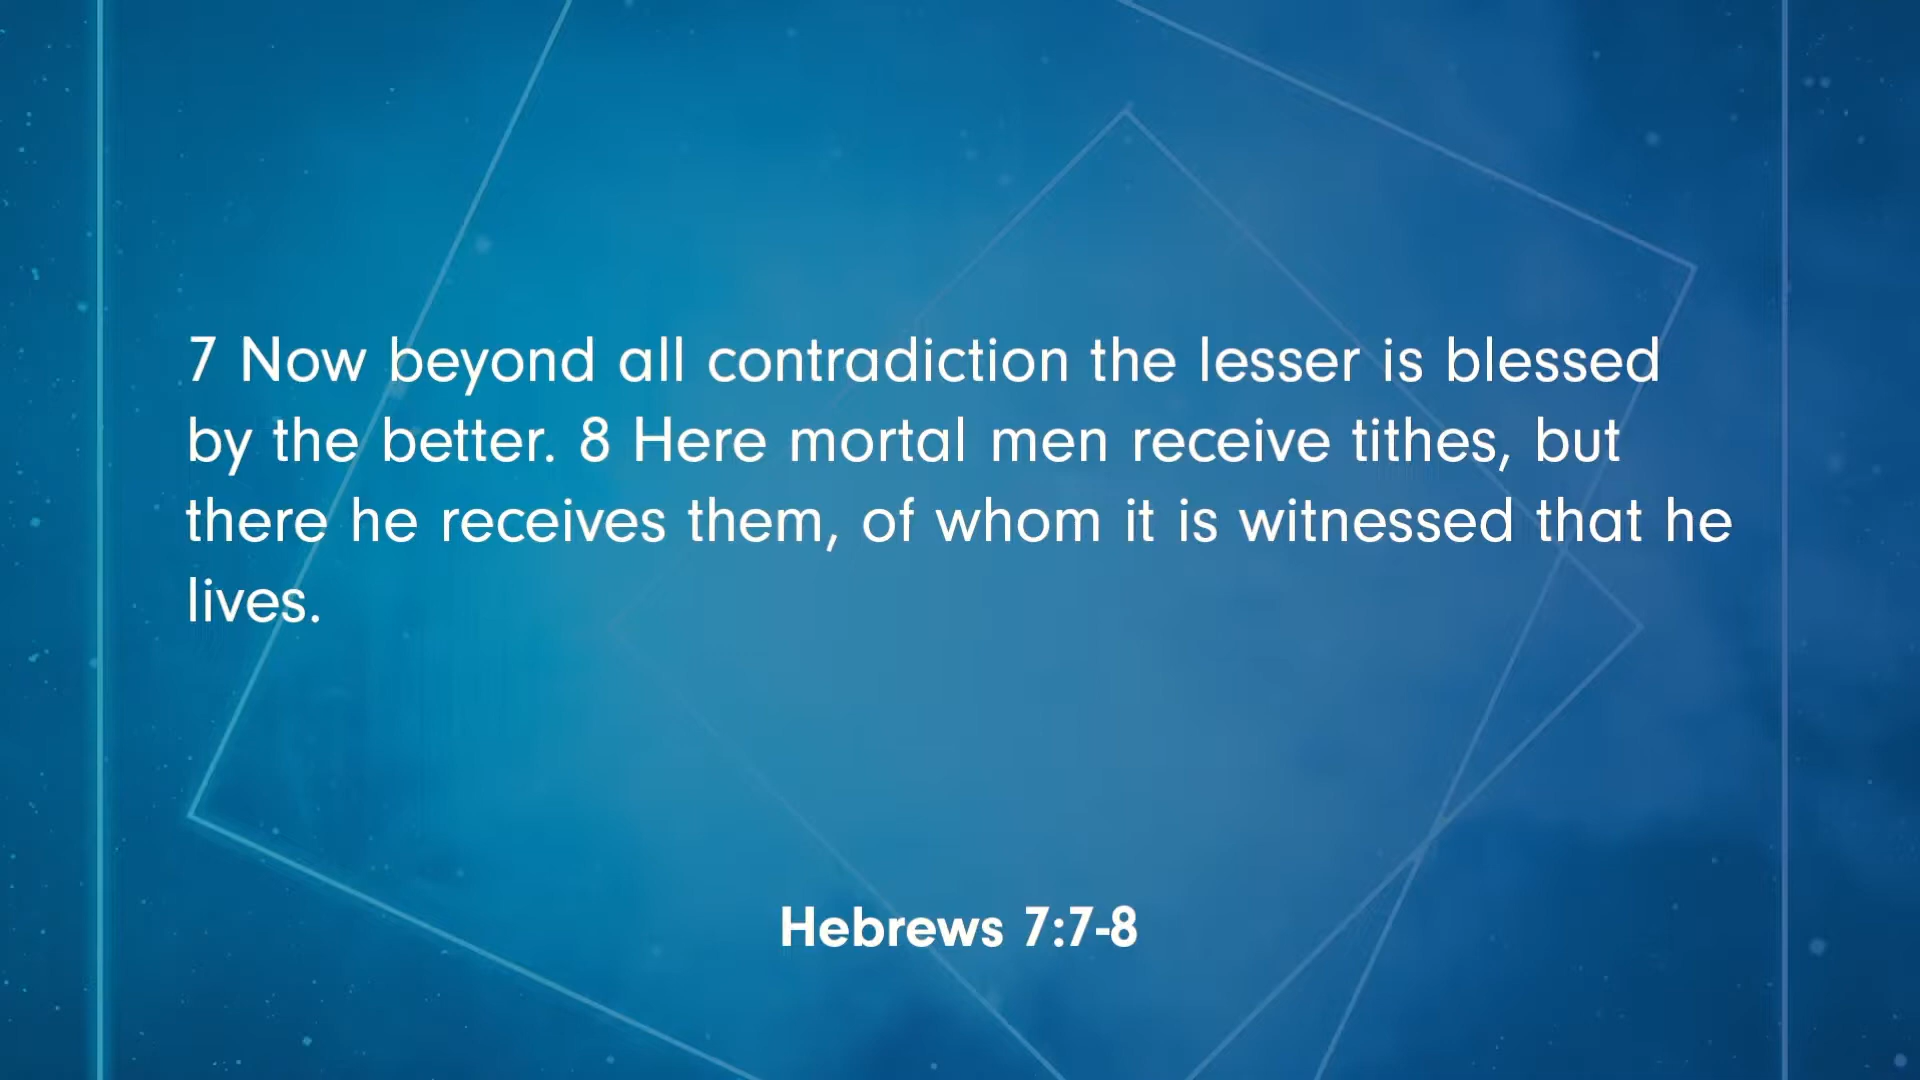 7 Now beyond all contradiction the lesser is blessed
by the better. 8 Here mortal men receive tithes, but
there he receives them, of whom it is witnessed that he
lives.
Hebrews 7:7-8